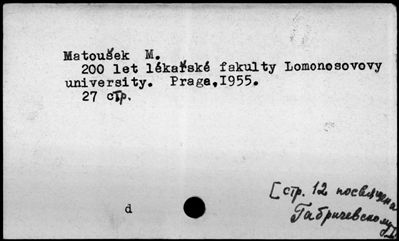 Matoušek M.
200 let lékařské fakulty Lomonosovovy
university. Praga,1955.
27 стр.
[стр. 12 посвящена
Габричевскому]
d